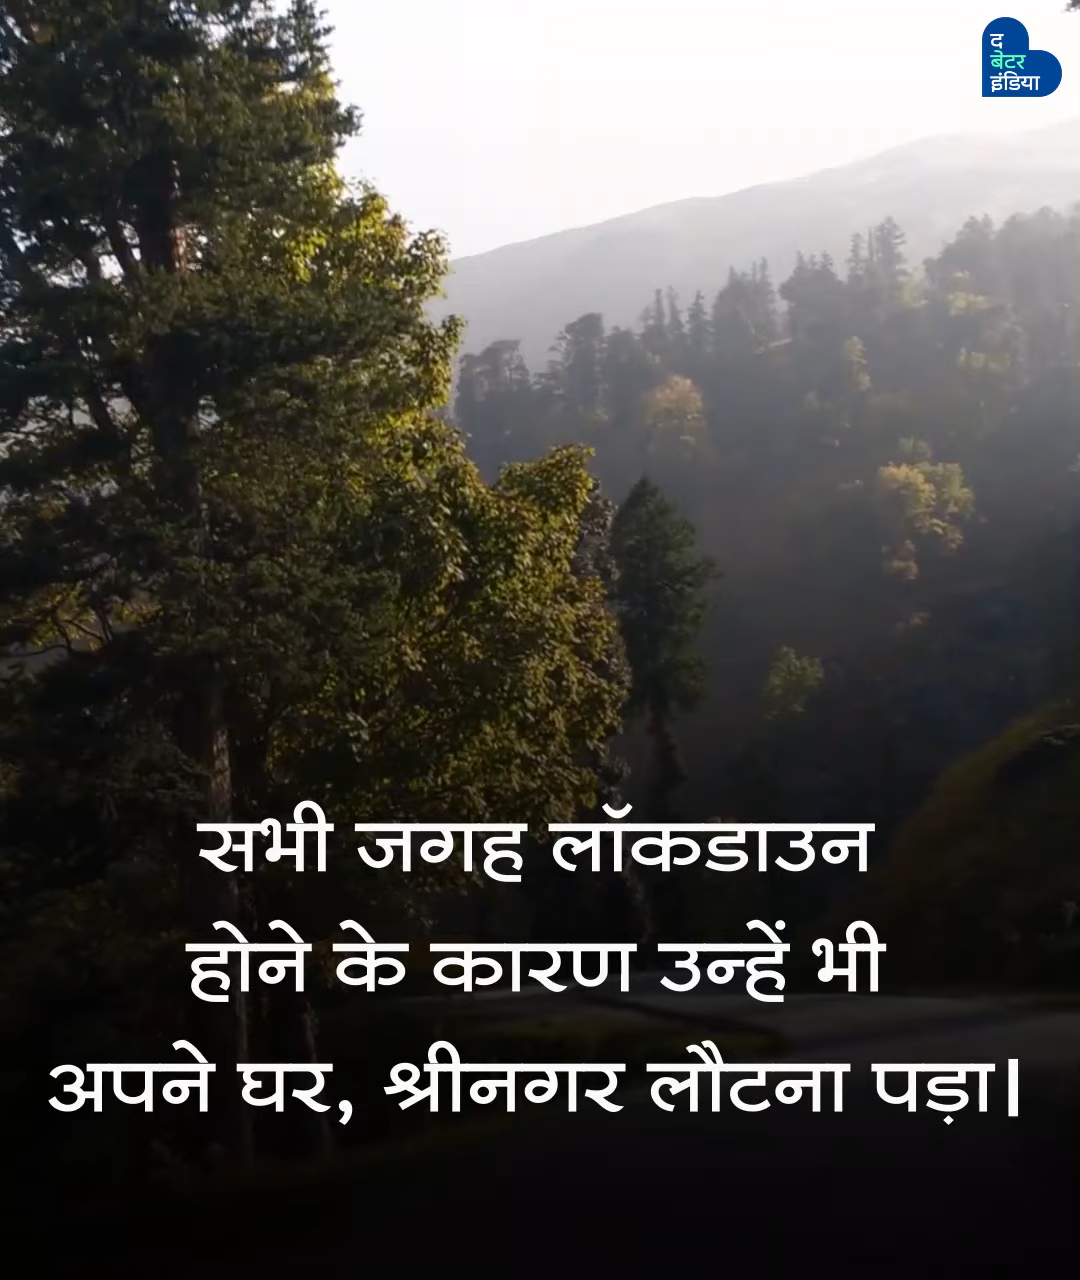 द
बेटर
इंडिया
सभी जगह लॉकडाउन
होने के कारण उन्हें भी
अपने घर, श्रीनगर लौटना पड़ा।